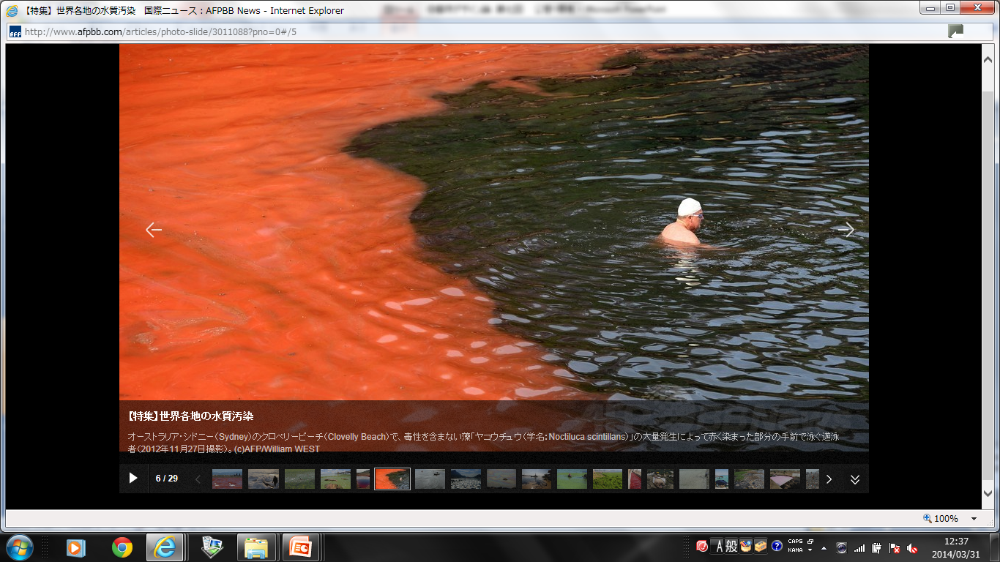 【特集】世界各地の水質汚染　国際ニュース : AFPBB News - Internet Explorer
AFP http://www.afpbb.com/articles/photo-slide/3011088?pno=0#/5
【特集】世界各地の水質汚染
オーストラリア・シドニー（Sydney）のクロベリービーチ（Clovelly Beach）で、毒性を含まない藻「ヤコウチュウ（学名：Noctiluca scintillans）」の大量発生によって赤く染まった部分の手前で泳ぐ遊泳
者（2012年11月27日撮影）。(c)AFP/William WEST
6 / 29
100%
A 般 CAPS
KANA
12:37
2014/03/31